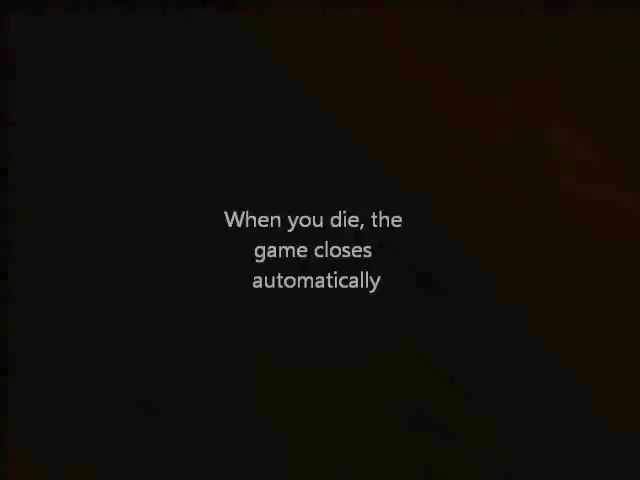 When you die, the
game closes
automatically